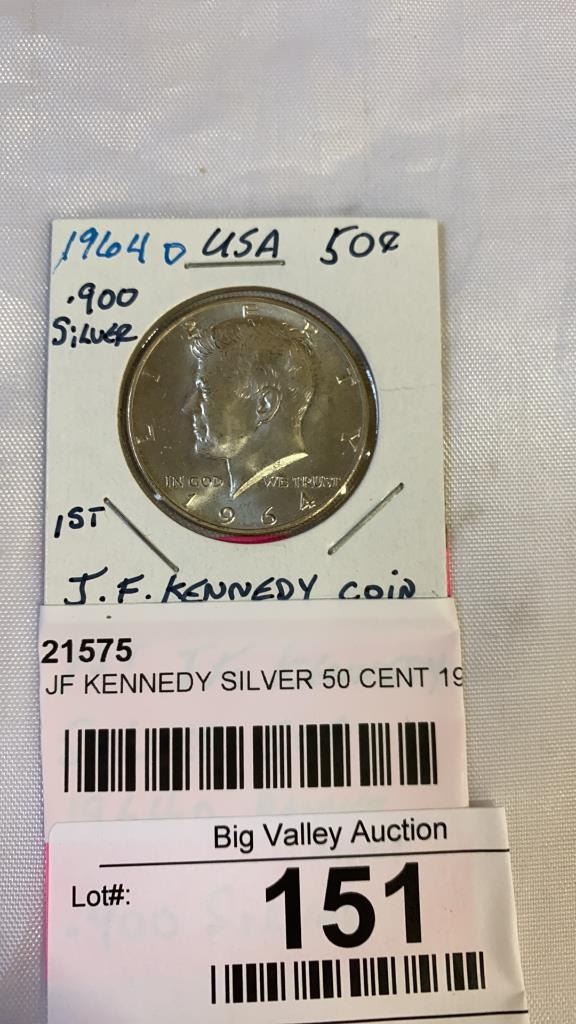 1964 D USA 50¢
.900
SILVER
LIBERTY
IN GOD WE TRUST
1964
1ST
J.F. KENNEDY COIN
21575
JF KENNEDY SILVER 50 CENT 19
Big Valley Auction
Lot#: 151